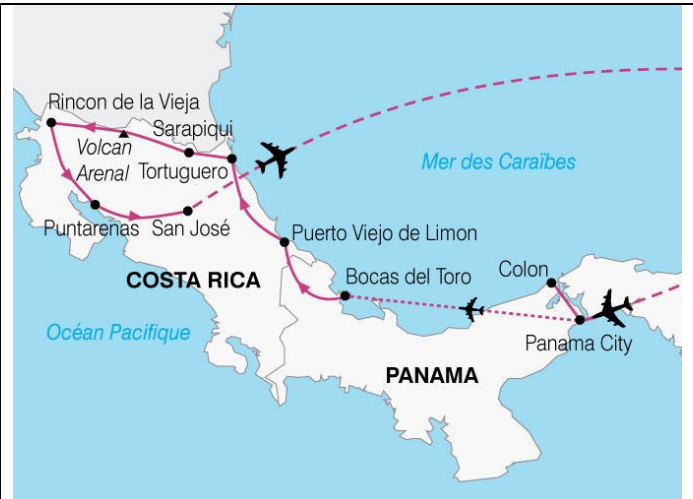 Rincon de la Vieja
Sarapiqui
Volcan
Arenal
Tortuguero
Mer des Caraïbes
Puntarenas
San José
Puerto Viejo de Limon
COSTA RICA
Bocas del Toro
Colon
Océan Pacifique
Panama City
PANAMA